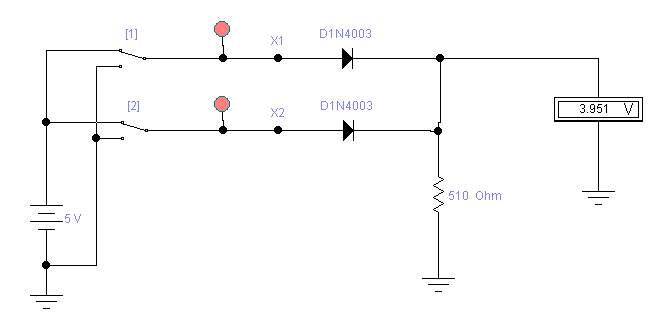 [1]
X1
D1N4003
[2]
X2
D1N4003
3.951 V
510 Ohm
5 V